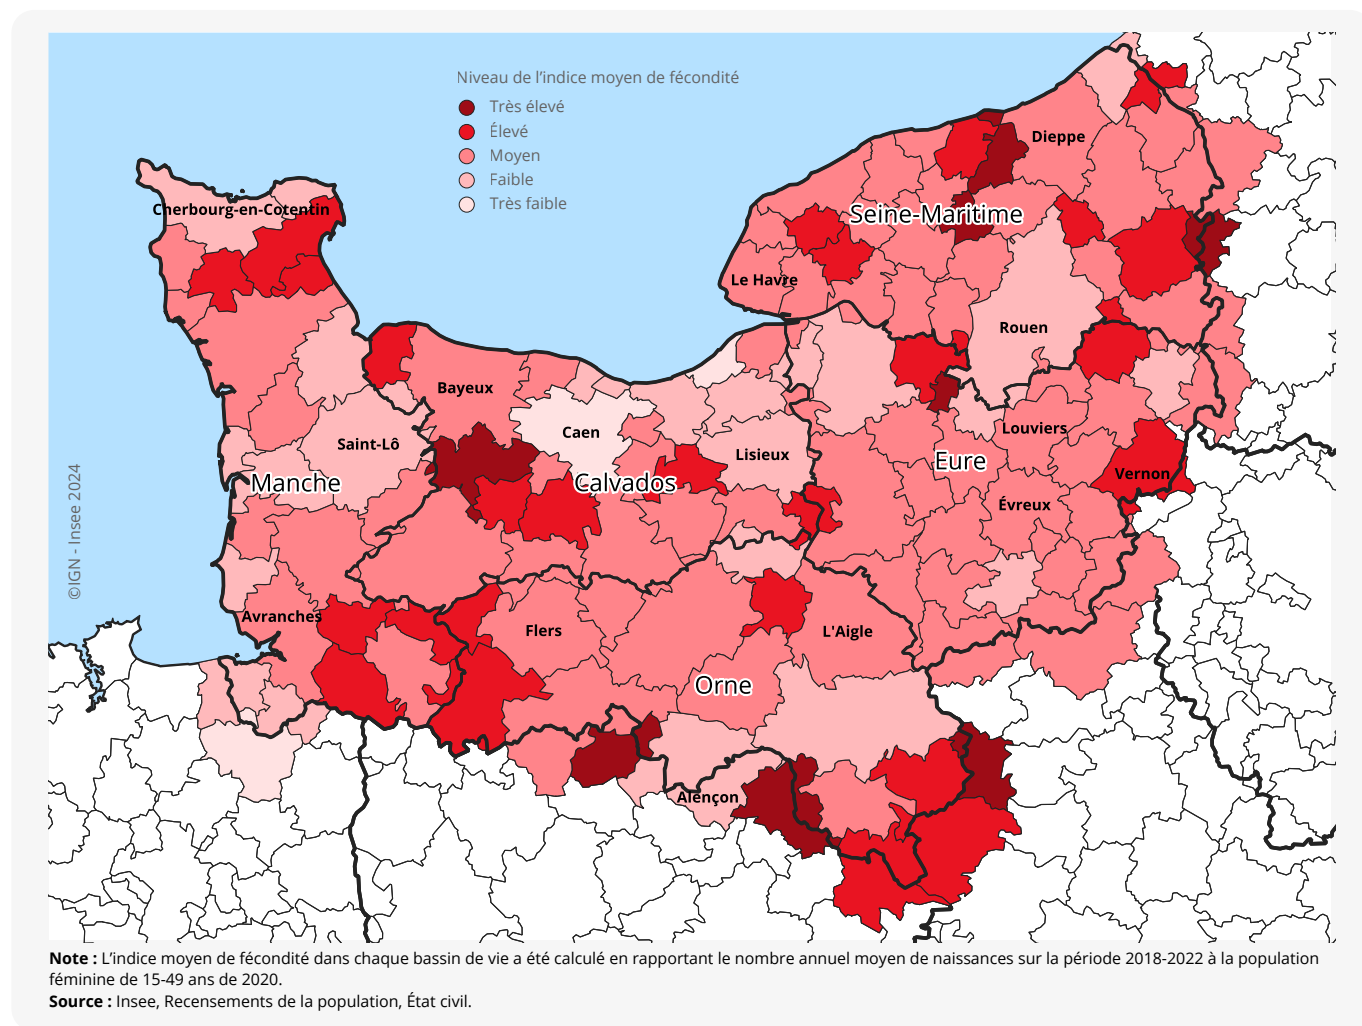 Niveau de l’indice moyen de fécondité
Très élevé
Élevé
Moyen
Faible
Très faible
Dieppe
Cherbourg-en-Cotentin
Seine-Maritime
Le Havre
Rouen
Bayeux
Louviers
Caen
Saint-Lô
Lisieux
Eure
Vernon
Manche
Calvados
Évreux
©IGN - Insee 2024
Avranches
Flers
L'Aigle
Orne
Alençon
Note : L’indice moyen de fécondité dans chaque bassin de vie a été calculé en rapportant le nombre annuel moyen de naissances sur la période 2018-2022 à la population
féminine de 15-49 ans de 2020.
Source : Insee, Recensements de la population, État civil.